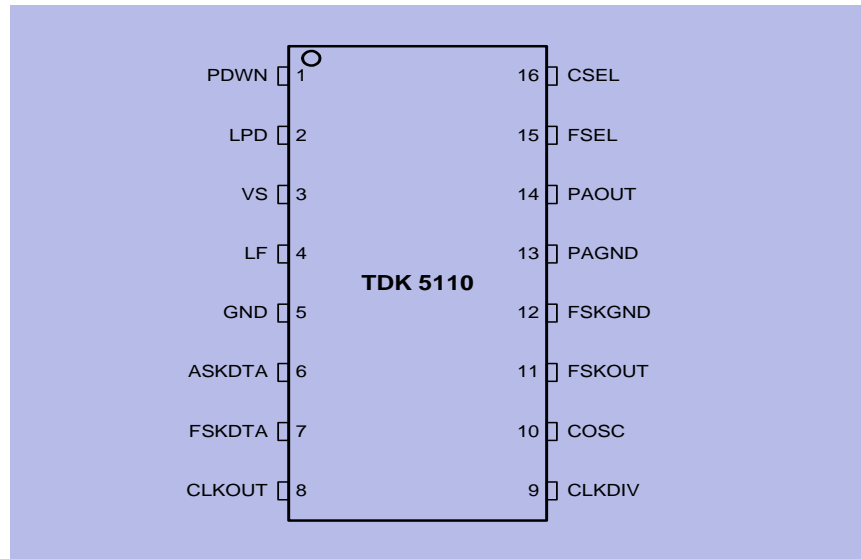 PDWN 1 16 CSEL
LPD 2 15 FSEL
VS 3 14 PAOUT
LF 4 13 PAGND
TDK 5110
GND 5 12 FSKGND
ASKDTA 6 11 FSKOUT
FSKDTA 7 10 COSC
CLKOUT 8 9 CLKDIV